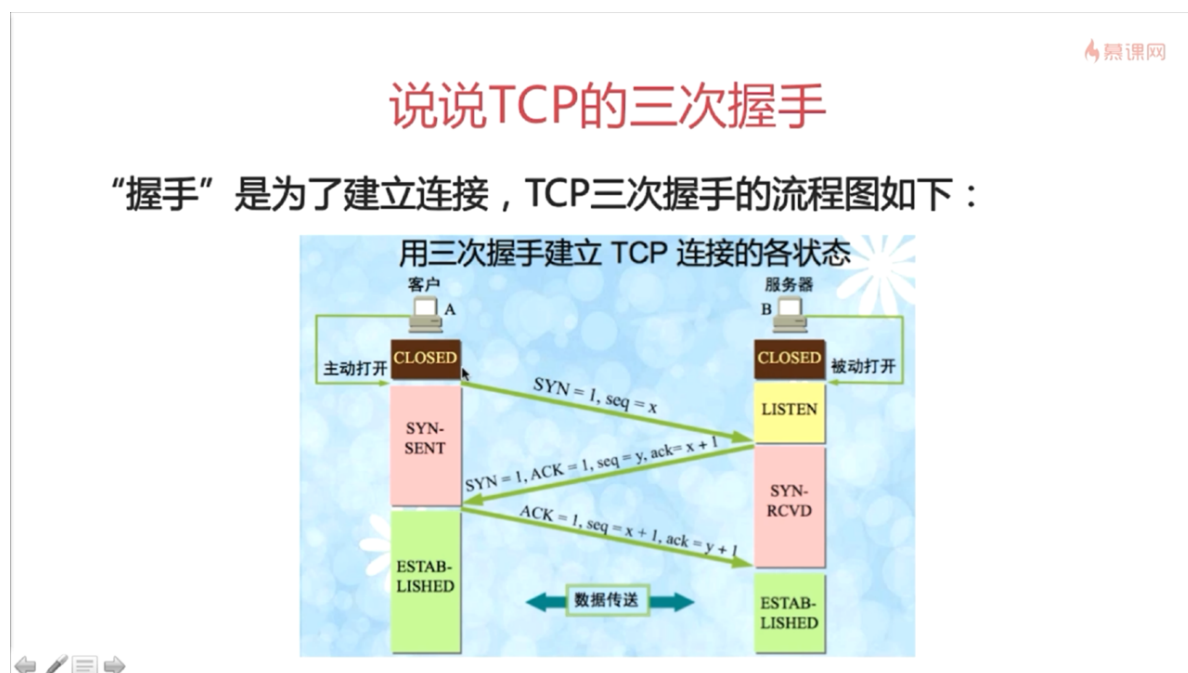 慕课网
说说TCP的三次握手
“握手”是为了建立连接，TCP三次握手的流程图如下：
用三次握手建立 TCP 连接的各状态
客户
服务器
A
B
CLOSED
CLOSED
主动打开
被动打开
SYN = 1, seq = x
LISTEN
SYN-
SENT
SYN = 1, ACK = 1, seq = y, ack= x + 1
SYN-
RCVD
ACK = 1, seq = x + 1, ack = y + 1
ESTAB-
LISHED
数据传送
ESTAB-
LISHED